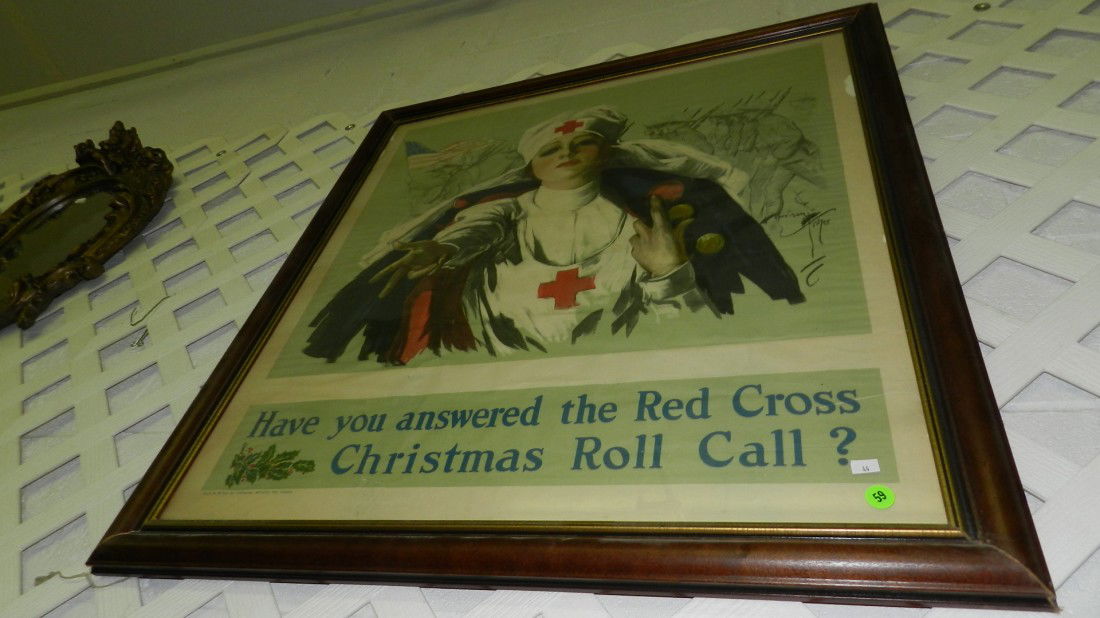 Have you answered the Red Cross
Christmas Roll Call ?
59